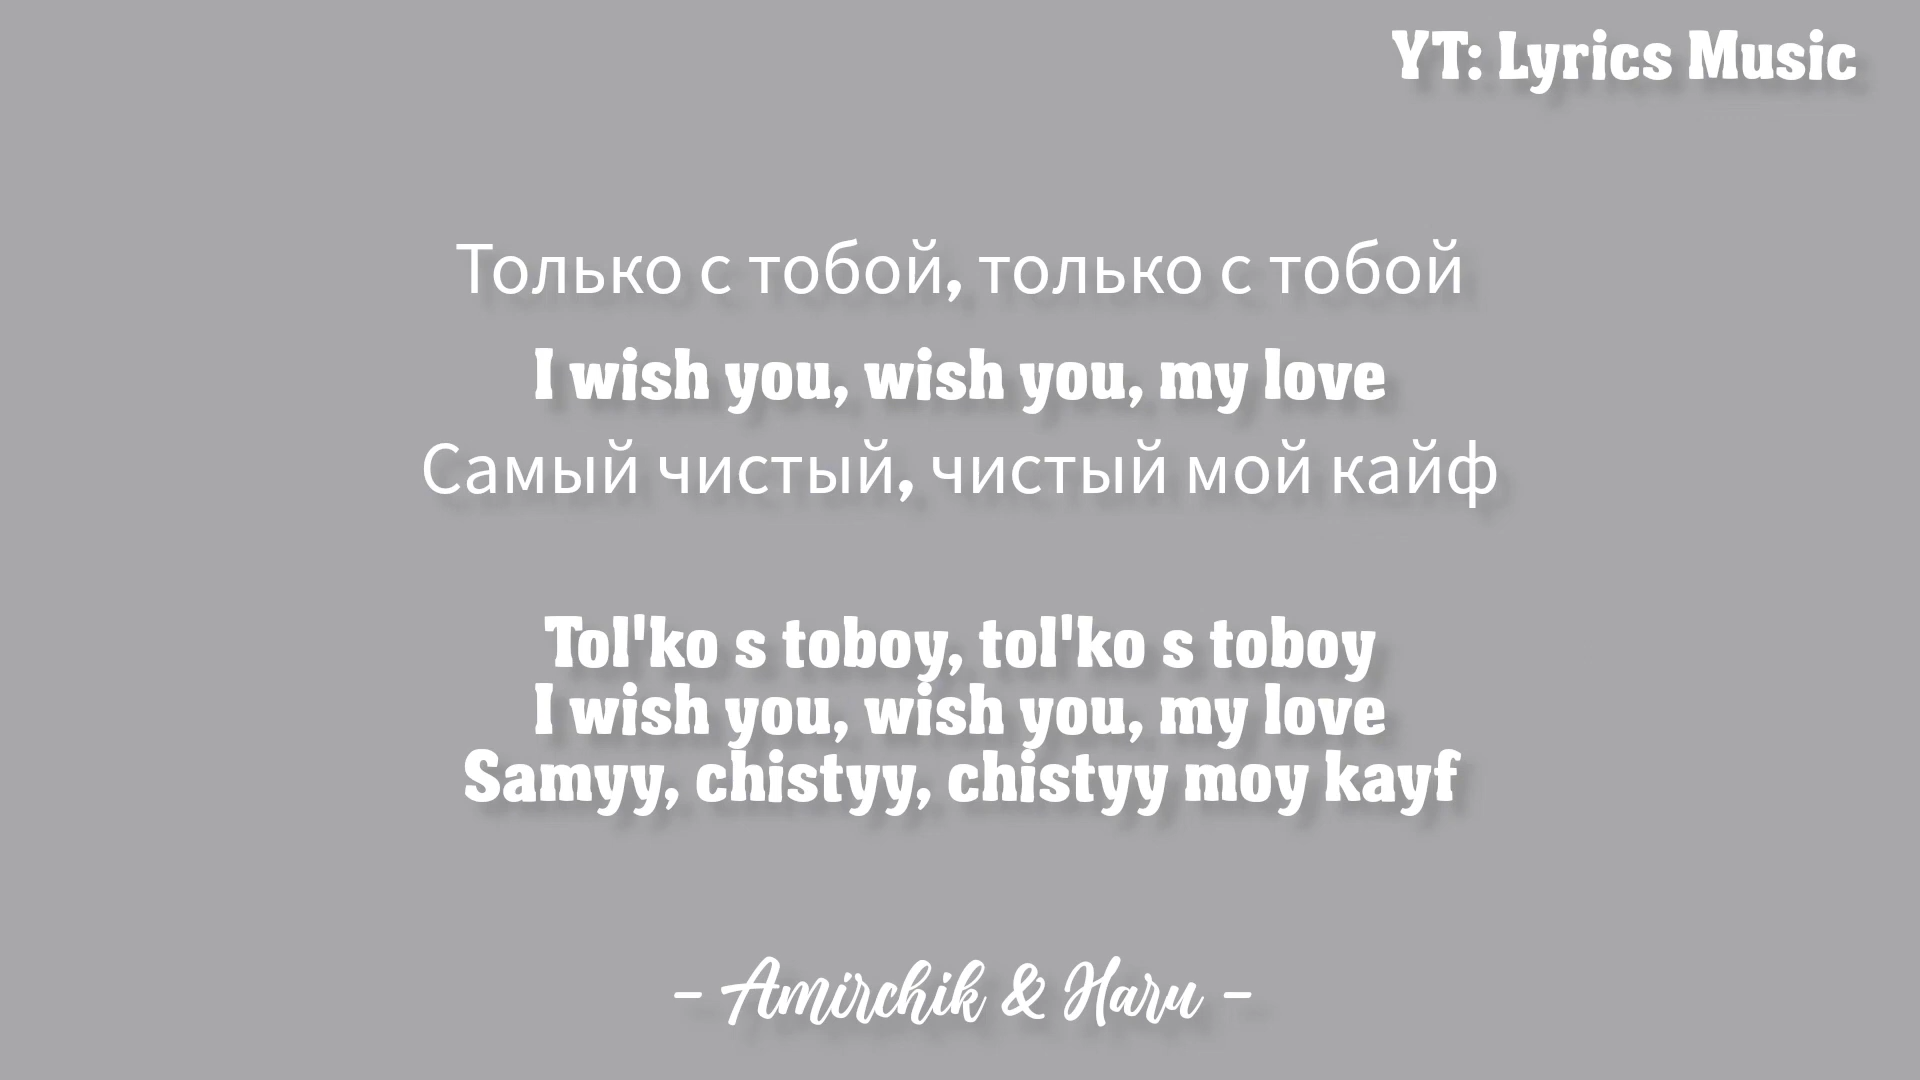 YT: Lyrics Music
Только с тобой, только с тобой
I wish you, wish you, my love
Самый чистый, чистый мой кайф
Tol'ko s toboy, tol'ko s toboy
I wish you, wish you, my love
Samyy, chistyy, chistyy moy kayf
- Amirchik & Haru -